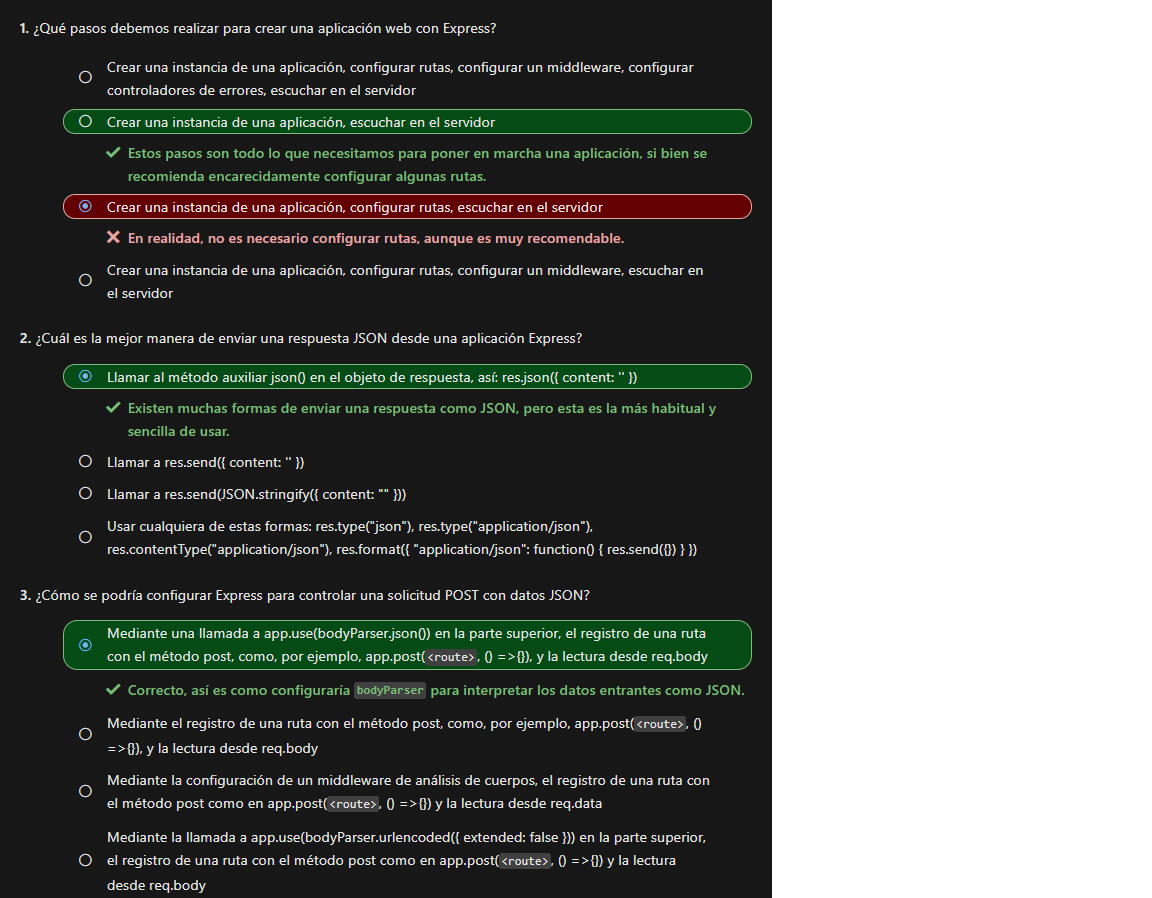 1. ¿Qué pasos debemos realizar para crear una aplicación web con Express?
Crear una instancia de una aplicación, configurar rutas, configurar un middleware, configurar
controladores de errores, escuchar en el servidor
Crear una instancia de una aplicación, escuchar en el servidor
Estos pasos son todo lo que necesitamos para poner en marcha una aplicación, si bien se
recomienda encarecidamente configurar algunas rutas.
Crear una instancia de una aplicación, configurar rutas, escuchar en el servidor
En realidad, no es necesario configurar rutas, aunque es muy recomendable.
Crear una instancia de una aplicación, configurar rutas, configurar un middleware, escuchar en
el servidor
2. ¿Cuál es la mejor manera de enviar una respuesta JSON desde una aplicación Express?
Llamar al método auxiliar json() en el objeto de respuesta, así: res.json({ content: '' })
Existen muchas formas de enviar una respuesta como JSON, pero esta es la más habitual y
sencilla de usar.
Llamar a res.send({ content: '' })
Llamar a res.send(JSON.stringify({ content: "" }))
Usar cualquiera de estas formas: res.type("json"), res.type("application/json"),
res.contentType("application/json"), res.format({ "application/json": function() { res.send({}) } })
3. ¿Cómo se podría configurar Express para controlar una solicitud POST con datos JSON?
Mediante una llamada a app.use(bodyParser.json()) en la parte superior, el registro de una ruta
con el método post, como, por ejemplo, app.post(<route>, () =>{}), y la lectura desde req.body
Correcto, así es como configuraría bodyParser para interpretar los datos entrantes como JSON.
Mediante el registro de una ruta con el método post, como, por ejemplo, app.post(<route>, ()
=>{}), y la lectura desde req.body
Mediante la configuración de un middleware de análisis de cuerpos, el registro de una ruta con
el método post como en app.post(<route>, () =>{}) y la lectura desde req.data
Mediante la llamada a app.use(bodyParser.urlencoded({ extended: false })) en la parte superior,
el registro de una ruta con el método post como en app.post(<route>, () =>{}) y la lectura
desde req.body